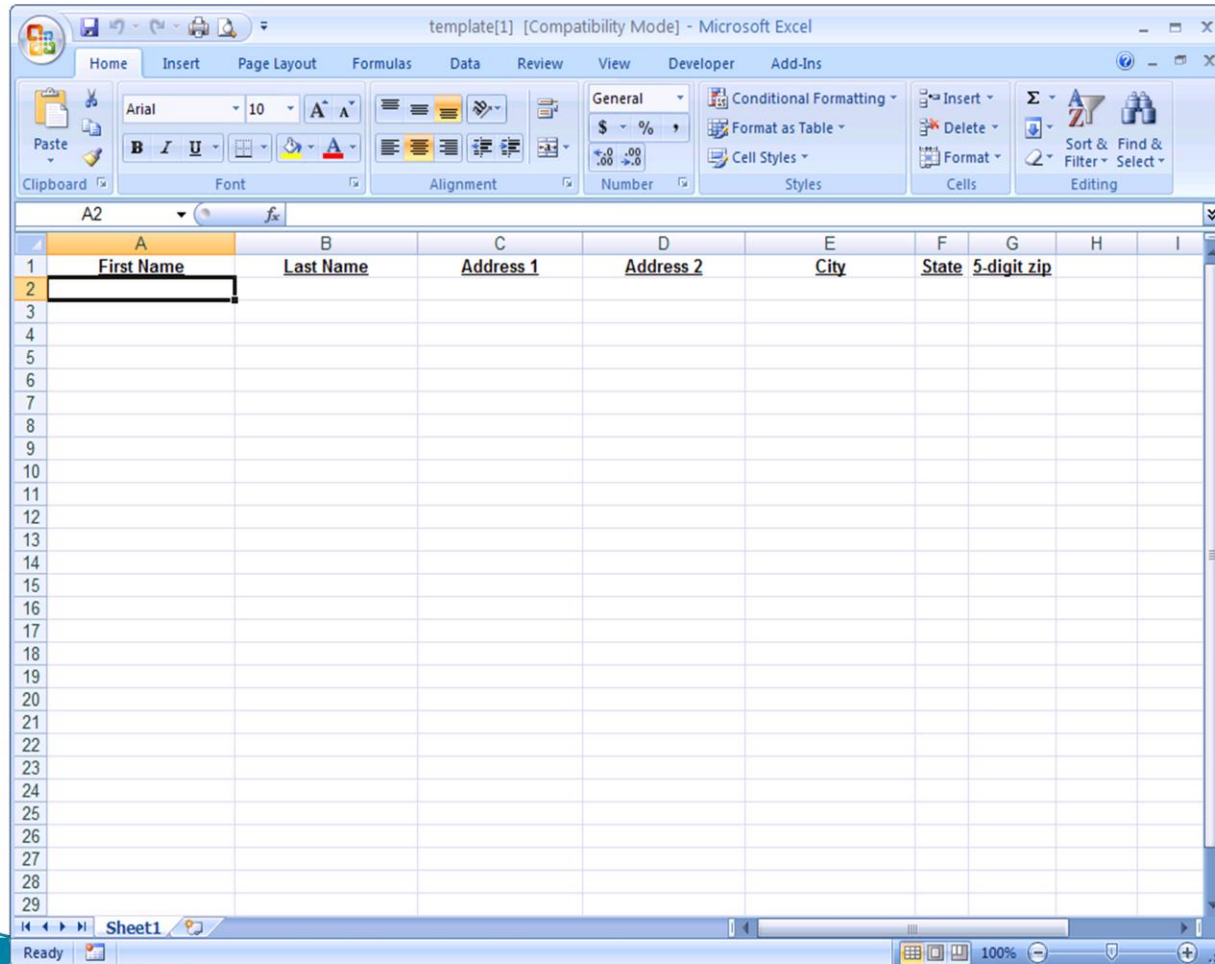 template[1] [Compatibility Mode] - Microsoft Excel
Home Insert Page Layout Formulas Data Review View Developer Add-Ins
Paste
Clipboard
Arial 10 A A
B I U A
Font
Alignment
General
$ % ,
.0 .00 .00 .0
Number
Conditional Formatting
Format as Table
Cell Styles
Styles
Insert
Delete
Format
Cells
Σ
Sort & Filter
Find & Select
Editing
A2 fx
A B C D E F G H I
1 First Name Last Name Address 1 Address 2 City State 5-digit zip
2
3
4
5
6
7
8
9
10
11
12
13
14
15
16
17
18
19
20
21
22
23
24
25
26
27
28
29
Sheet1
Ready 100%